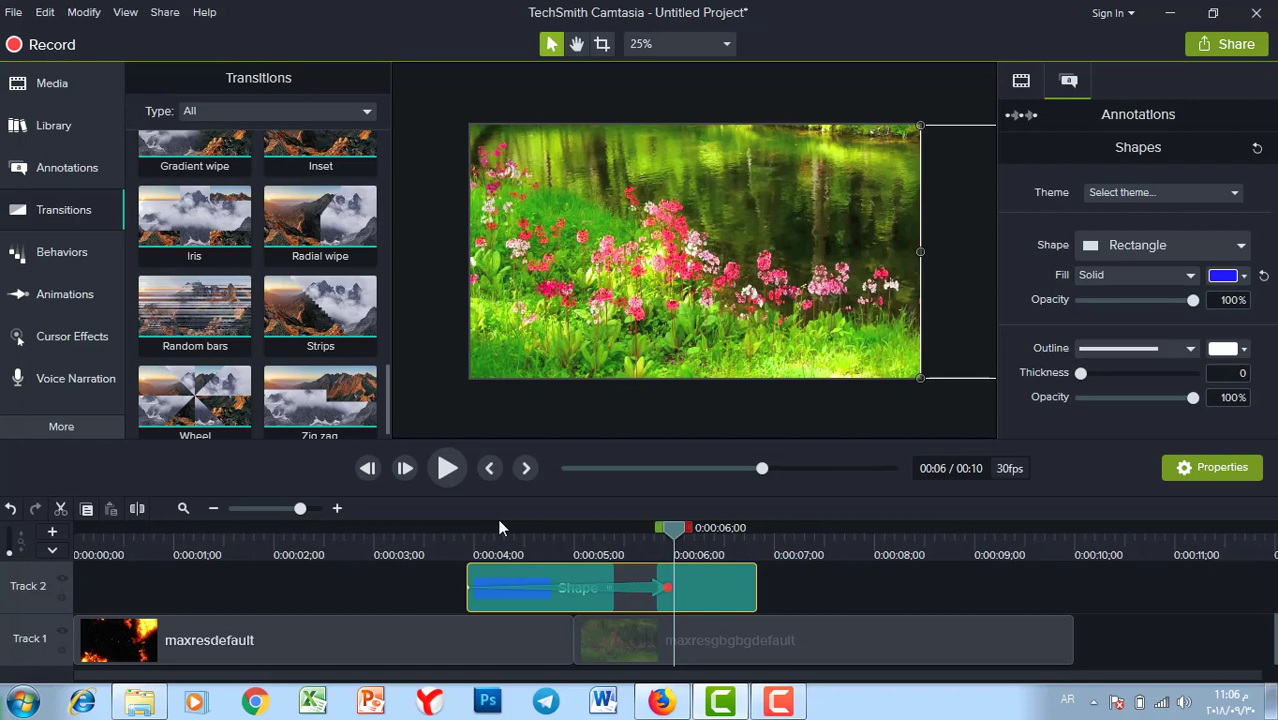 File Edit Modify View Share Help
TechSmith Camtasia - Untitled Project*
Sign In
Record
25%
Share
Media
Library
Annotations
Transitions
Behaviors
Animations
Cursor Effects
Voice Narration
More
Transitions
Type: All
Gradient wipe
Inset
Iris
Radial wipe
Random bars
Strips
Wheel
Zig zag
Annotations
Shapes
Theme Select theme...
Shape Rectangle
Fill Solid
Opacity 100%
Outline
Thickness 0
Opacity 100%
00:06 / 00:10 30fps
Properties
0:00:06;00
0:00:00;00 0:00:01;00 0:00:02;00 0:00:03;00 0:00:04;00 0:00:05;00 0:00:06;00 0:00:07;00 0:00:08;00 0:00:09;00 0:00:10;00 0:00:11;00
Track 2
Shape
Track 1
maxresdefault
maxresgbgbgdefault
AR
م ١١:٠٦
٢٠١٨/٠٩/٣٠